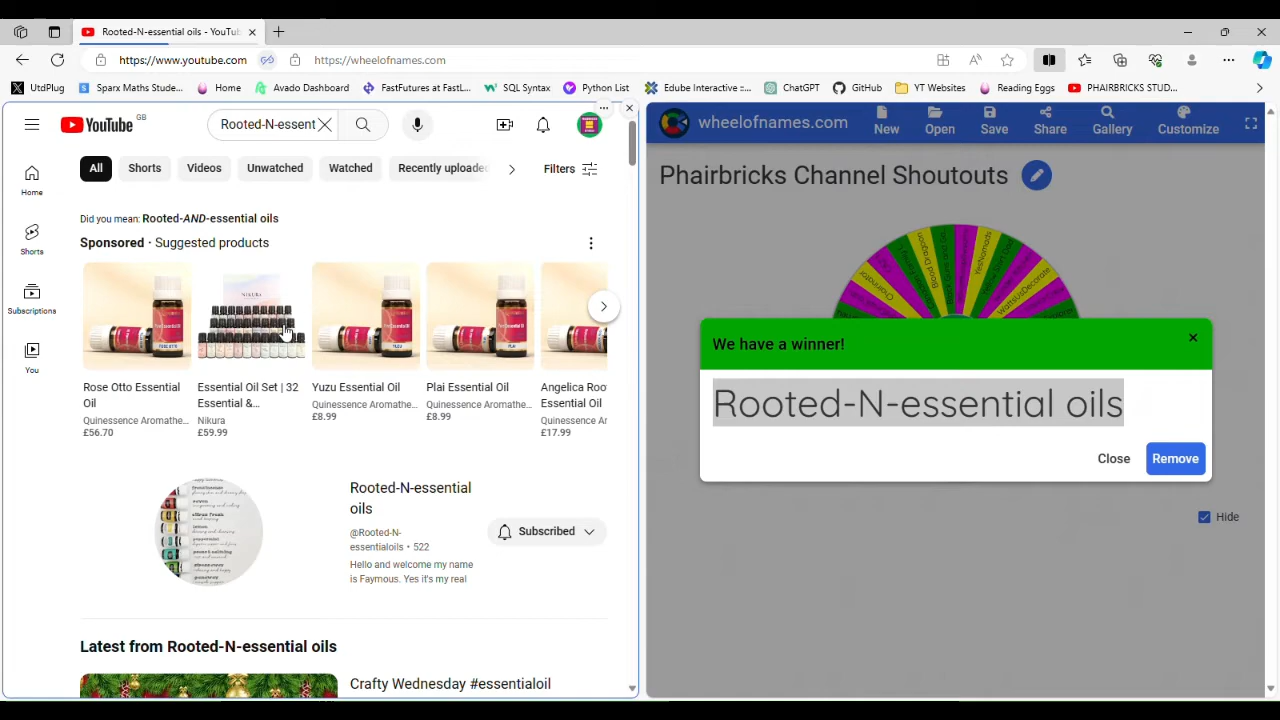 Rooted-N-essential oils - YouTub
https://www.youtube.com
https://wheelofnames.com
UtdPlug
Sparx Maths Stude...
Home
Avado Dashboard
FastFutures at FastL...
SQL Syntax
Python List
Edube Interactive ::...
ChatGPT
GitHub
YT Websites
Reading Eggs
PHAIRBRICKS STUD...
YouTube GB
Rooted-N-essent
All
Shorts
Videos
Unwatched
Watched
Recently uploade
Filters
Home
Shorts
Subscriptions
You
Did you mean: Rooted-AND-essential oils
Sponsored · Suggested products
NIKURA
Rose Otto Essential
Oil
Quinessence Aromathe...
£56.70
Essential Oil Set | 32
Essential &...
Nikura
£59.99
Yuzu Essential Oil
Quinessence Aromathe...
£8.99
Plai Essential Oil
Quinessence Aromathe...
£8.99
Angelica Roo
Essential Oil
Quinessence Ar
£17.99
Rooted-N-essential
oils
@Rooted-N-
essentialoils • 522
Hello and welcome my name
is Faymous. Yes it's my real
Subscribed
Latest from Rooted-N-essential oils
Crafty Wednesday #essentialoil
wheelofnames.com
New
Open
Save
Share
Gallery
Customize
Phairbricks Channel Shoutouts
YesNomads
WattsUsDecorate
We have a winner!
Rooted-N-essential oils
Close
Remove
Hide